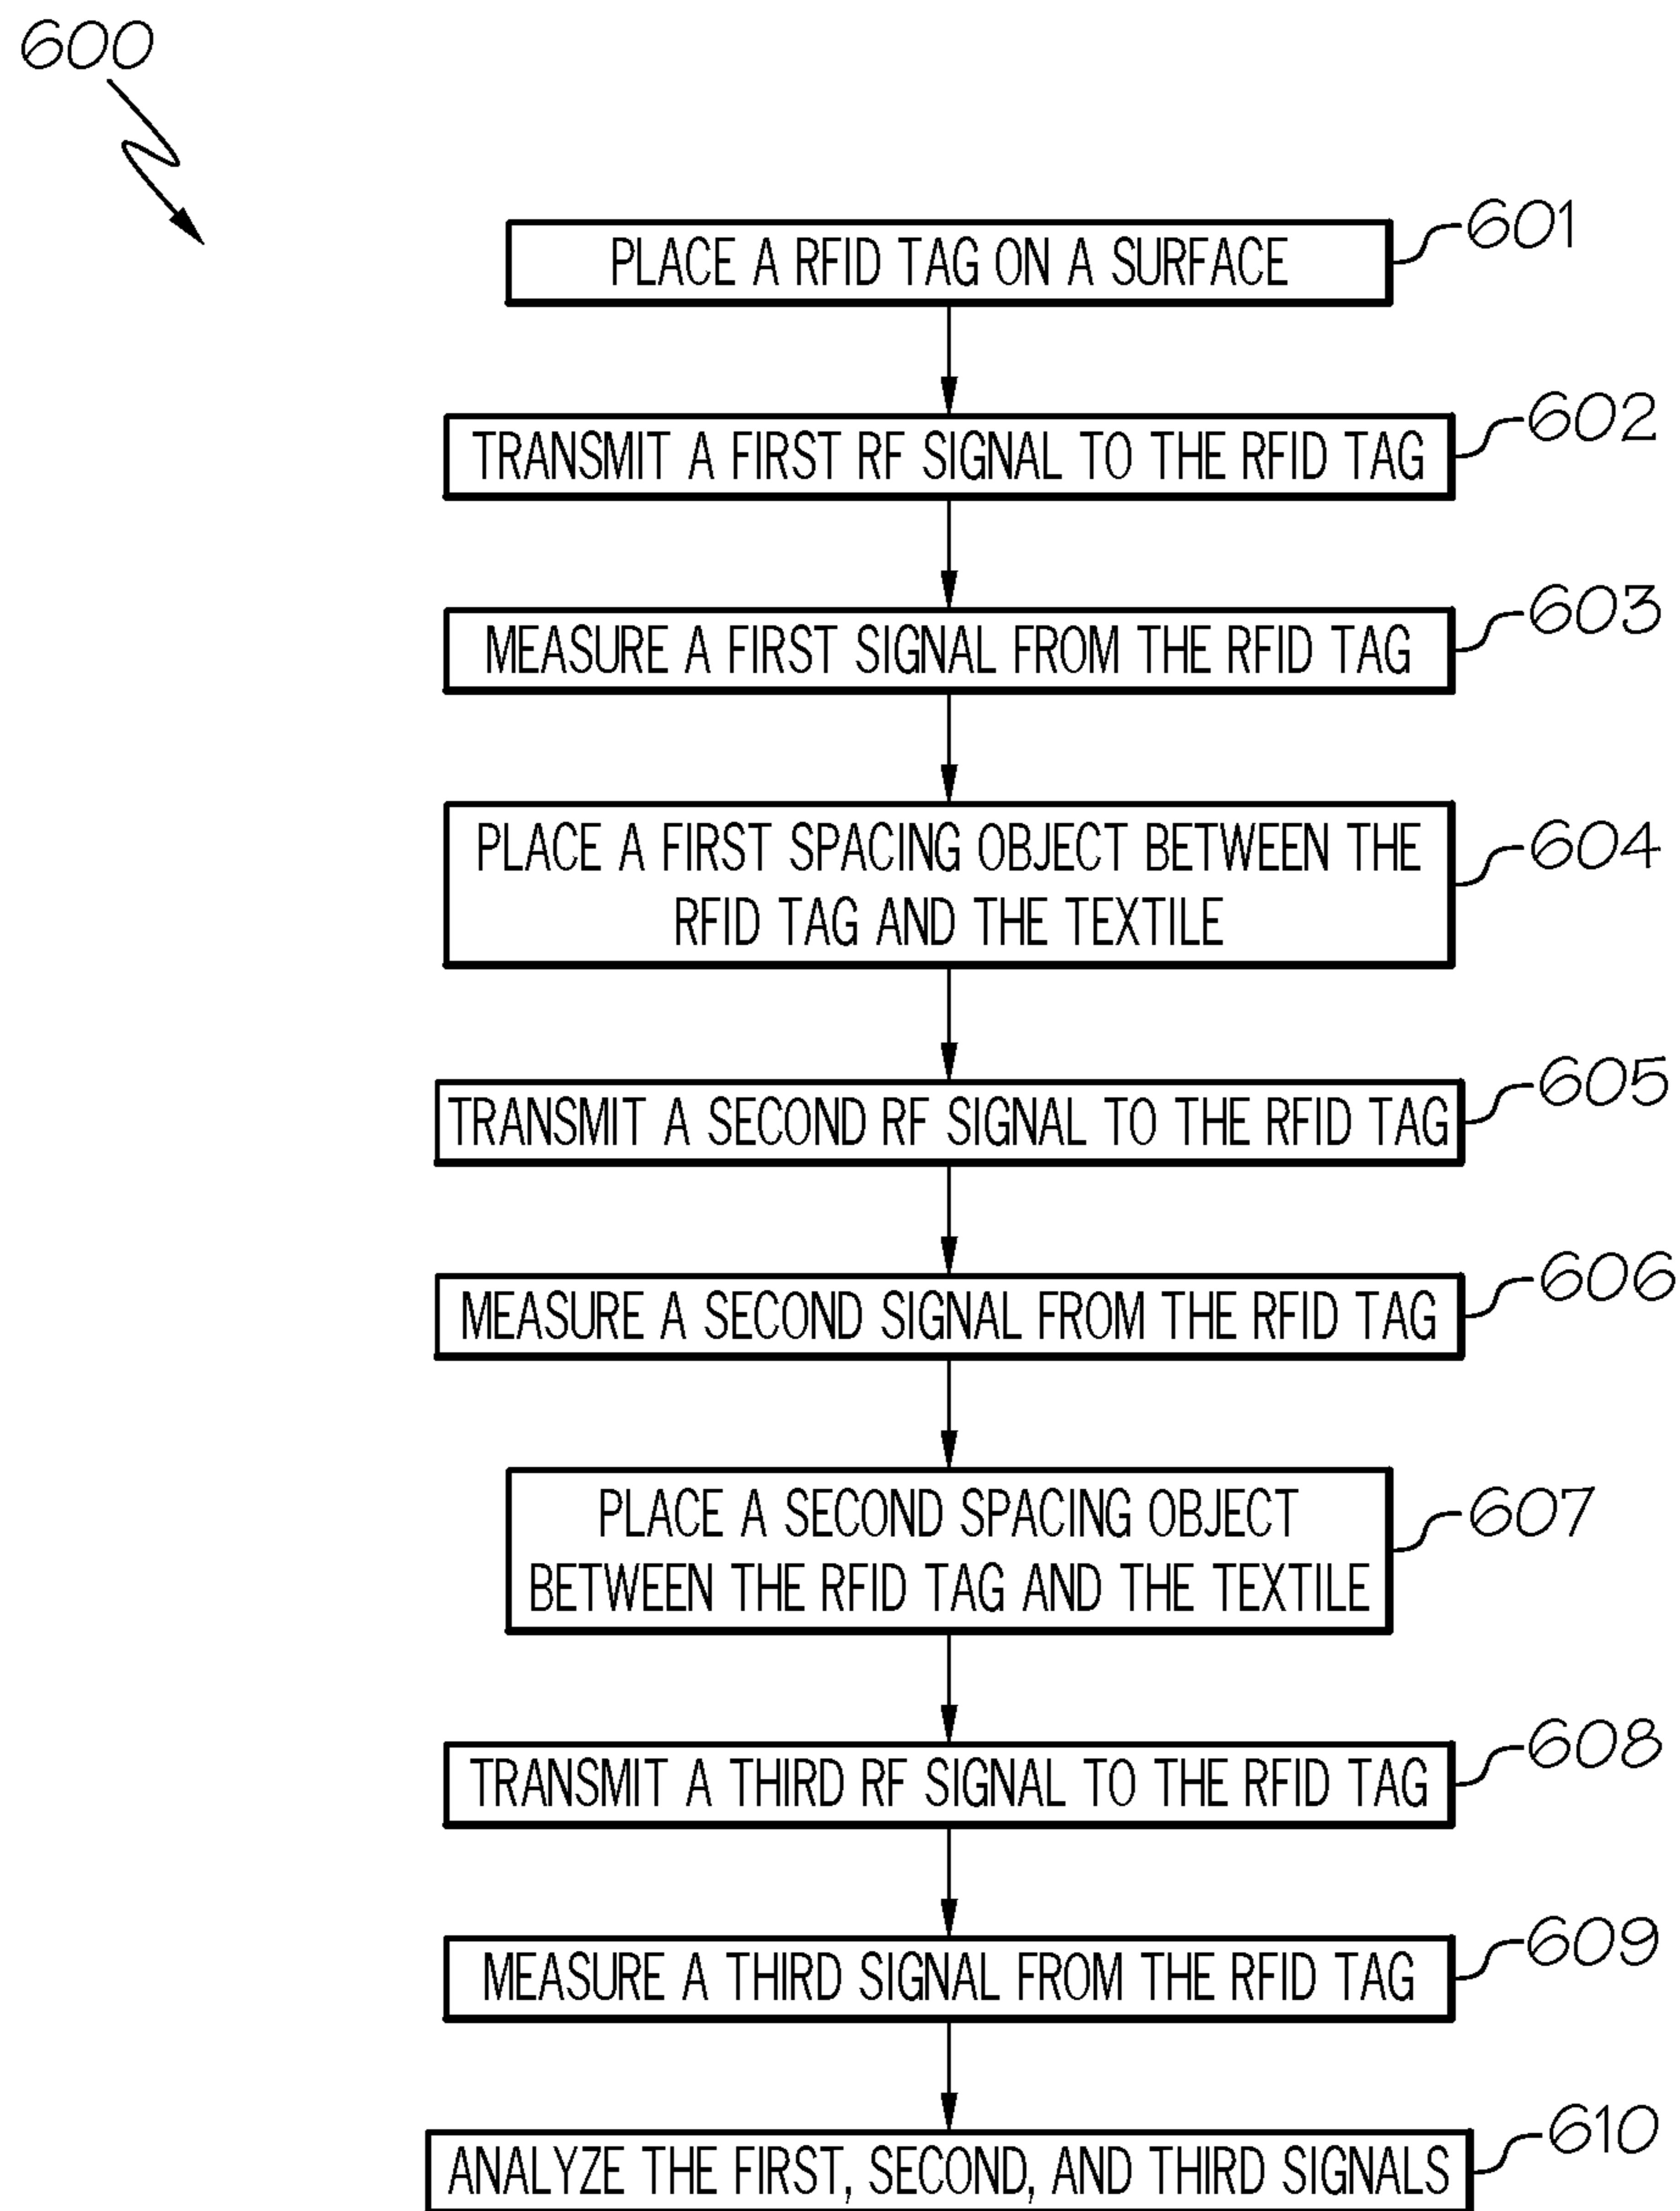 600
PLACE A RFID TAG ON A SURFACE
601
TRANSMIT A FIRST RF SIGNAL TO THE RFID TAG
602
MEASURE A FIRST SIGNAL FROM THE RFID TAG
603
PLACE A FIRST SPACING OBJECT BETWEEN THE
RFID TAG AND THE TEXTILE
604
TRANSMIT A SECOND RF SIGNAL TO THE RFID TAG
605
MEASURE A SECOND SIGNAL FROM THE RFID TAG
606
PLACE A SECOND SPACING OBJECT
BETWEEN THE RFID TAG AND THE TEXTILE
607
TRANSMIT A THIRD RF SIGNAL TO THE RFID TAG
608
MEASURE A THIRD SIGNAL FROM THE RFID TAG
609
ANALYZE THE FIRST, SECOND, AND THIRD SIGNALS
610